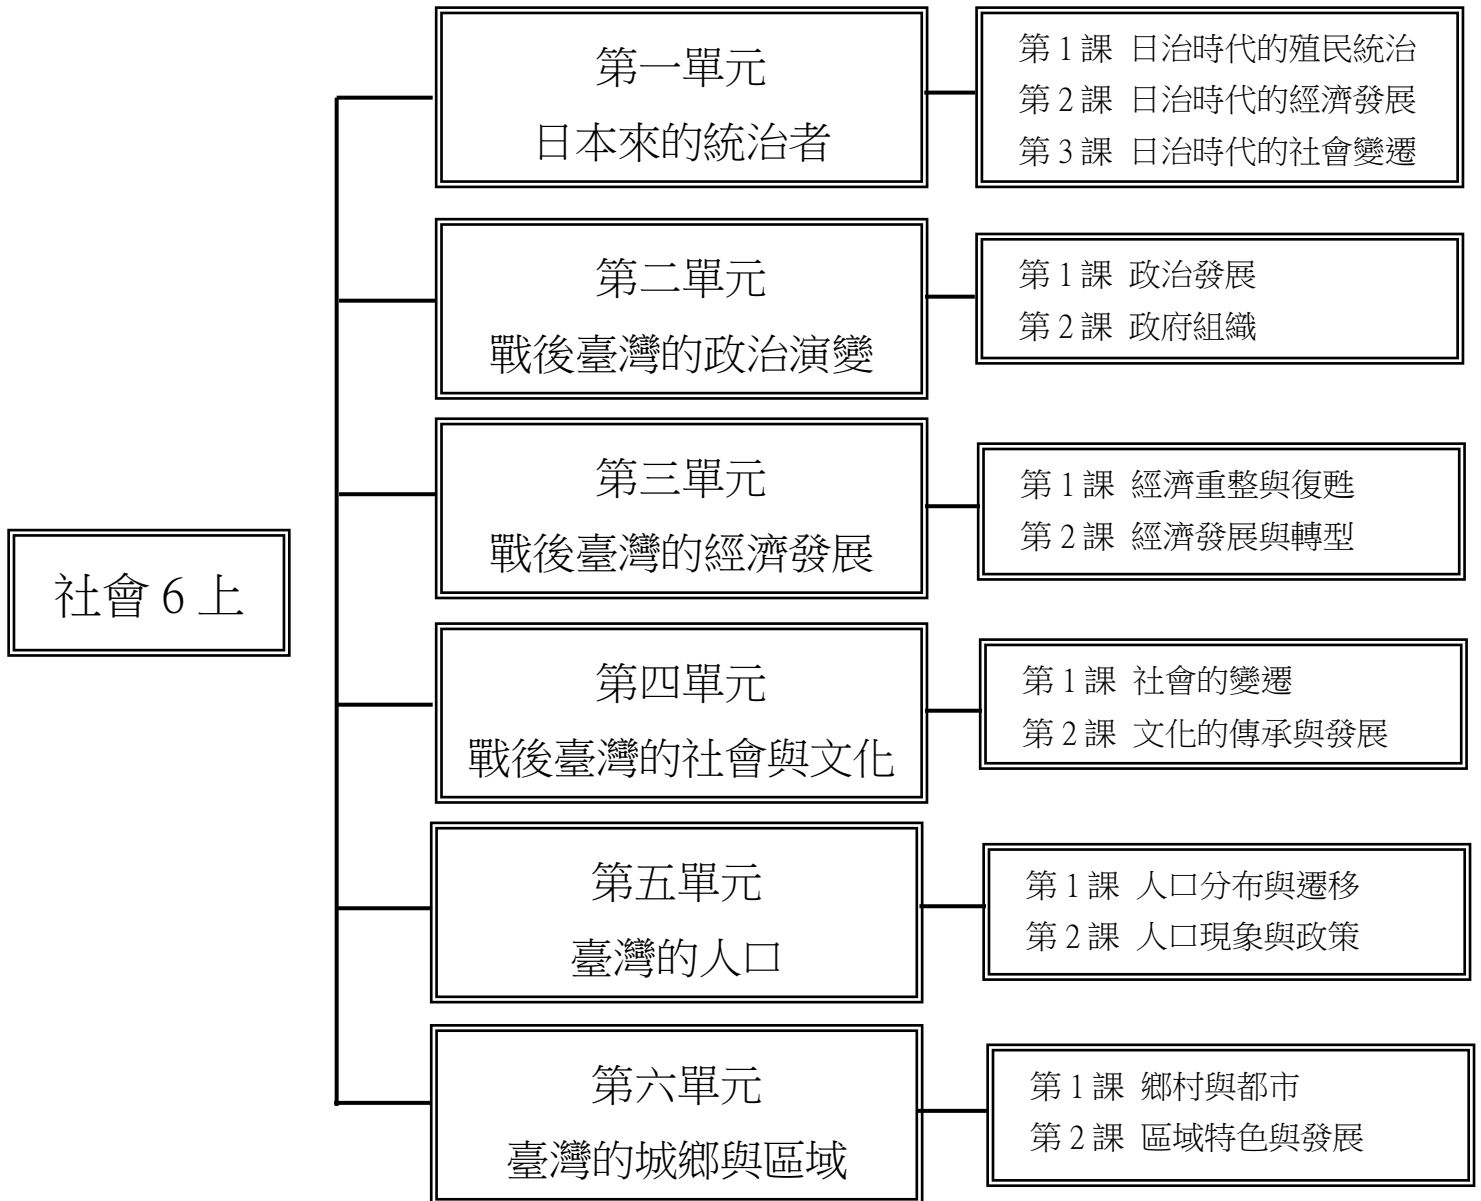 社會 6 上
第一單元
日本來的統治者
第 1 課 日治時代的殖民統治
第 2 課 日治時代的經濟發展
第 3 課 日治時代的社會變遷
第二單元
戰後臺灣的政治演變
第 1 課 政治發展
第 2 課 政府組織
第三單元
戰後臺灣的經濟發展
第 1 課 經濟重整與復甦
第 2 課 經濟發展與轉型
第四單元
戰後臺灣的社會與文化
第 1 課 社會的變遷
第 2 課 文化的傳承與發展
第五單元
臺灣的人口
第 1 課 人口分布與遷移
第 2 課 人口現象與政策
第六單元
臺灣的城鄉與區域
第 1 課 鄉村與都市
第 2 課 區域特色與發展